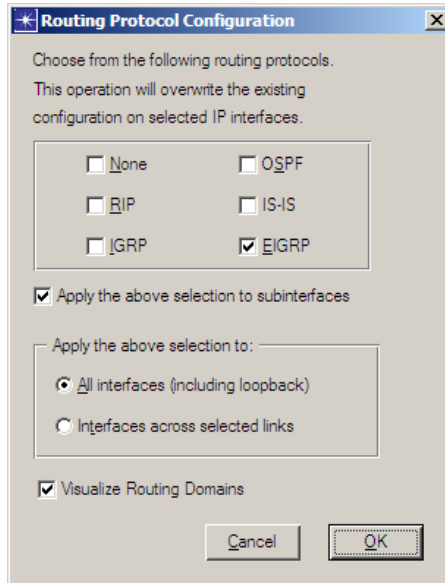 Routing Protocol Configuration
Choose from the following routing protocols.
This operation will overwrite the existing
configuration on selected IP interfaces.
None
OSPF
RIP
IS-IS
IGRP
EIGRP
Apply the above selection to subinterfaces
Apply the above selection to:
All interfaces (including loopback)
Interfaces across selected links
Visualize Routing Domains
Cancel
OK